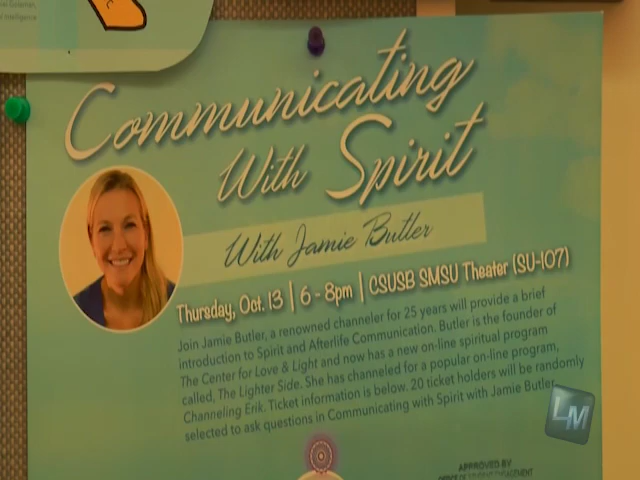 Communicating
With Spirit
With Jamie Butler
Thursday, Oct. 13 | 6 - 8pm | CSUSB SMSU Theater (SU-107)
Join Jamie Butler, a renowned channeler for 25 years will provide a brief
introduction to Spirit and Afterlife Communication. Butler is the founder of
The Center for Love & Light and now has a new on-line spiritual program
called, The Lighter Side. She has channeled for a popular on-line program,
Channeling Erik. Ticket information is below. 20 ticket holders will be randomly
selected to ask questions in Communicating with Spirit with Jamie Butler.
LM
APPROVED BY